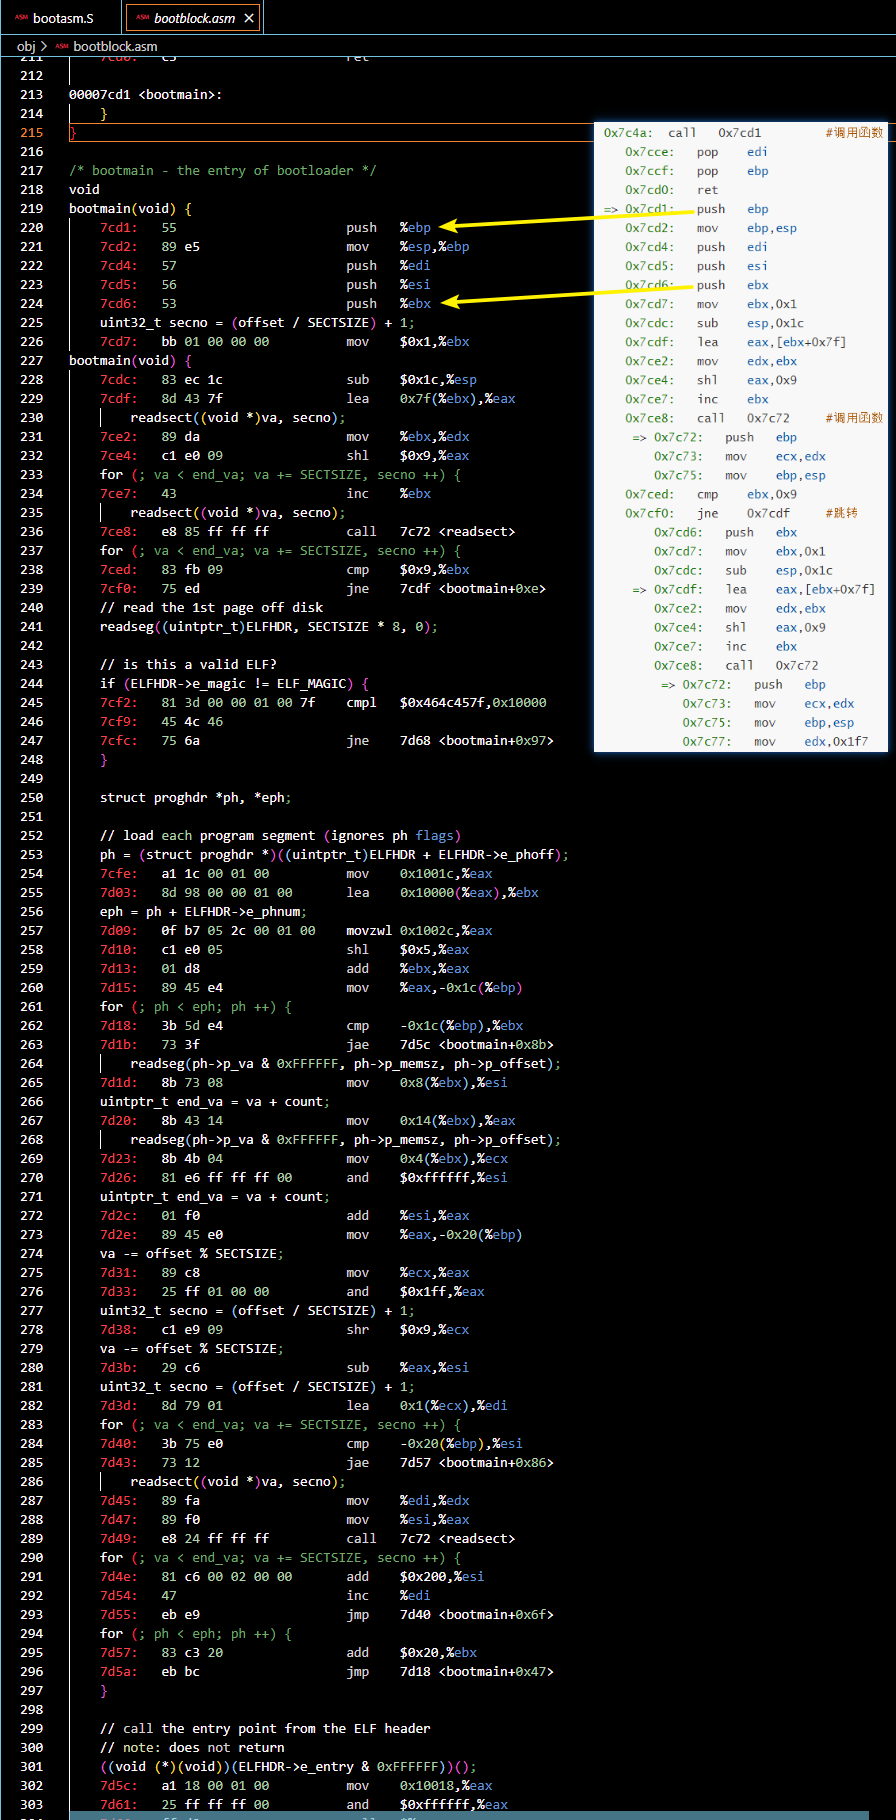 ASM bootasm.S ASM bootblock.asm ×
obj > ASM bootblock.asm
211 7cd0: c3 ret
212
213 00007cd1 <bootmain>:
214 }
215 }
216
217 /* bootmain - the entry of bootloader */
218 void
219 bootmain(void) {
220 7cd1: 55 push %ebp
221 7cd2: 89 e5 mov %esp,%ebp
222 7cd4: 57 push %edi
223 7cd5: 56 push %esi
224 7cd6: 53 push %ebx
225 uint32_t secno = (offset / SECTSIZE) + 1;
226 7cd7: bb 01 00 00 00 mov $0x1,%ebx
227 bootmain(void) {
228 7cdc: 83 ec 1c sub $0x1c,%esp
229 7cdf: 8d 43 7f lea 0x7f(%ebx),%eax
230 readsect((void *)va, secno);
231 7ce2: 89 da mov %ebx,%edx
232 7ce4: c1 e0 09 shl $0x9,%eax
233 for (; va < end_va; va += SECTSIZE, secno ++) {
234 7ce7: 43 inc %ebx
235 readsect((void *)va, secno);
236 7ce8: e8 85 ff ff ff call 7c72 <readsect>
237 for (; va < end_va; va += SECTSIZE, secno ++) {
238 7ced: 83 fb 09 cmp $0x9,%ebx
239 7cf0: 75 ed jne 7cdf <bootmain+0xe>
240 // read the 1st page off disk
241 readseg((uintptr_t)ELFHDR, SECTSIZE * 8, 0);
242
243 // is this a valid ELF?
244 if (ELFHDR->e_magic != ELF_MAGIC) {
245 7cf2: 81 3d 00 00 01 00 7f cmpl $0x464c457f,0x10000
246 7cf9: 45 4c 46
247 7cfc: 75 6a jne 7d68 <bootmain+0x97>
248 }
249
250 struct proghdr *ph, *eph;
251
252 // load each program segment (ignores ph flags)
253 ph = (struct proghdr *)((uintptr_t)ELFHDR + ELFHDR->e_phoff);
254 7cfe: a1 1c 00 01 00 mov 0x1001c,%eax
255 7d03: 8d 98 00 00 01 00 lea 0x10000(%eax),%ebx
256 eph = ph + ELFHDR->e_phnum;
257 7d09: 0f b7 05 2c 00 01 00 movzwl 0x1002c,%eax
258 7d10: c1 e0 05 shl $0x5,%eax
259 7d13: 01 d8 add %ebx,%eax
260 7d15: 89 45 e4 mov %eax,-0x1c(%ebp)
261 for (; ph < eph; ph ++) {
262 7d18: 3b 5d e4 cmp -0x1c(%ebp),%ebx
263 7d1b: 73 3f jae 7d5c <bootmain+0x8b>
264 readseg(ph->p_va & 0xFFFFFF, ph->p_memsz, ph->p_offset);
265 7d1d: 8b 73 08 mov 0x8(%ebx),%esi
266 uintptr_t end_va = va + count;
267 7d20: 8b 43 14 mov 0x14(%ebx),%eax
268 readseg(ph->p_va & 0xFFFFFF, ph->p_memsz, ph->p_offset);
269 7d23: 8b 4b 04 mov 0x4(%ebx),%ecx
270 7d26: 81 e6 ff ff ff 00 and $0xffffff,%esi
271 uintptr_t end_va = va + count;
272 7d2c: 01 f0 add %esi,%eax
273 7d2e: 89 45 e0 mov %eax,-0x20(%ebp)
274 va -= offset % SECTSIZE;
275 7d31: 89 c8 mov %ecx,%eax
276 7d33: 25 ff 01 00 00 and $0x1ff,%eax
277 uint32_t secno = (offset / SECTSIZE) + 1;
278 7d38: c1 e9 09 shr $0x9,%ecx
279 va -= offset % SECTSIZE;
280 7d3b: 29 c6 sub %eax,%esi
281 uint32_t secno = (offset / SECTSIZE) + 1;
282 7d3d: 8d 79 01 lea 0x1(%ecx),%edi
283 for (; va < end_va; va += SECTSIZE, secno ++) {
284 7d40: 3b 75 e0 cmp -0x20(%ebp),%esi
285 7d43: 73 12 jae 7d57 <bootmain+0x86>
286 readsect((void *)va, secno);
287 7d45: 89 fa mov %edi,%edx
288 7d47: 89 f0 mov %esi,%eax
289 7d49: e8 24 ff ff ff call 7c72 <readsect>
290 for (; va < end_va; va += SECTSIZE, secno ++) {
291 7d4e: 81 c6 00 02 00 00 add $0x200,%esi
292 7d54: 47 inc %edi
293 7d55: eb e9 jmp 7d40 <bootmain+0x6f>
294 for (; ph < eph; ph ++) {
295 7d57: 83 c3 20 add $0x20,%ebx
296 7d5a: eb bc jmp 7d18 <bootmain+0x47>
297 }
298
299 // call the entry point from the ELF header
300 // note: does not return
301 ((void (*)(void))(ELFHDR->e_entry & 0xFFFFFF))();
302 7d5c: a1 18 00 01 00 mov 0x10018,%eax
303 7d61: 25 ff ff ff 00 and $0xffffff,%eax
0x7c4a: call 0x7cd1 #调用函数
0x7cce: pop edi
0x7ccf: pop ebp
0x7cd0: ret
=> 0x7cd1: push ebp
0x7cd2: mov ebp,esp
0x7cd4: push edi
0x7cd5: push esi
0x7cd6: push ebx
0x7cd7: mov ebx,0x1
0x7cdc: sub esp,0x1c
0x7cdf: lea eax,[ebx+0x7f]
0x7ce2: mov edx,ebx
0x7ce4: shl eax,0x9
0x7ce7: inc ebx
0x7ce8: call 0x7c72 #调用函数
=> 0x7c72: push ebp
0x7c73: mov ecx,edx
0x7c75: mov ebp,esp
0x7ced: cmp ebx,0x9
0x7cf0: jne 0x7cdf #跳转
0x7cd6: push ebx
0x7cd7: mov ebx,0x1
0x7cdc: sub esp,0x1c
=> 0x7cdf: lea eax,[ebx+0x7f]
0x7ce2: mov edx,ebx
0x7ce4: shl eax,0x9
0x7ce7: inc ebx
0x7ce8: call 0x7c72
=> 0x7c72: push ebp
0x7c73: mov ecx,edx
0x7c75: mov ebp,esp
0x7c77: mov edx,0x1f7